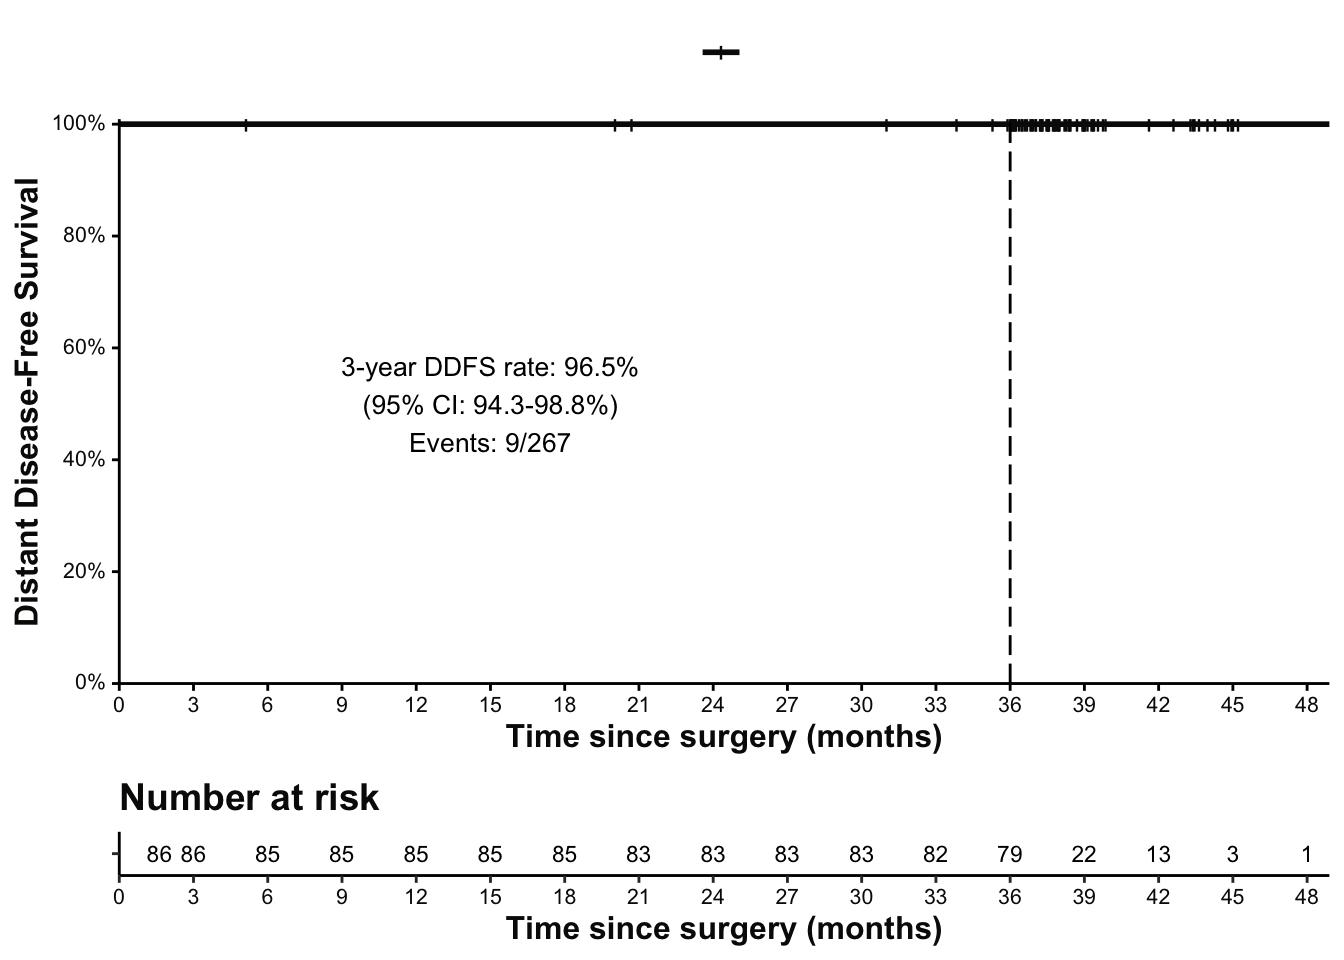 100%
80%
60%
40%
20%
0%
Distant Disease-Free Survival
3-year DDFS rate: 96.5%
(95% CI: 94.3-98.8%)
Events: 9/267
0 3 6 9 12 15 18 21 24 27 30 33 36 39 42 45 48
Time since surgery (months)
Number at risk
86 86 85 85 85 85 85 83 83 83 83 82 79 22 13 3 1
0 3 6 9 12 15 18 21 24 27 30 33 36 39 42 45 48
Time since surgery (months)